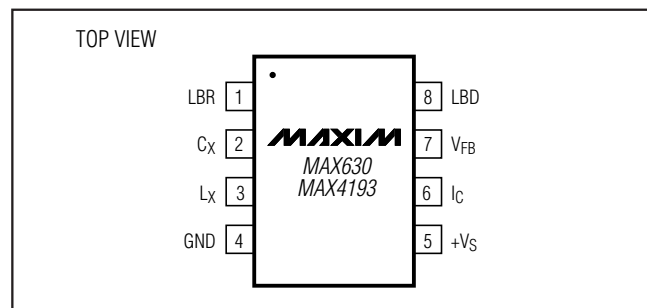 TOP VIEW
LBR 1
CX 2
LX 3
GND 4
MAXIM
MAX630
MAX4193
8 LBD
7 VFB
6 IC
5 +VS